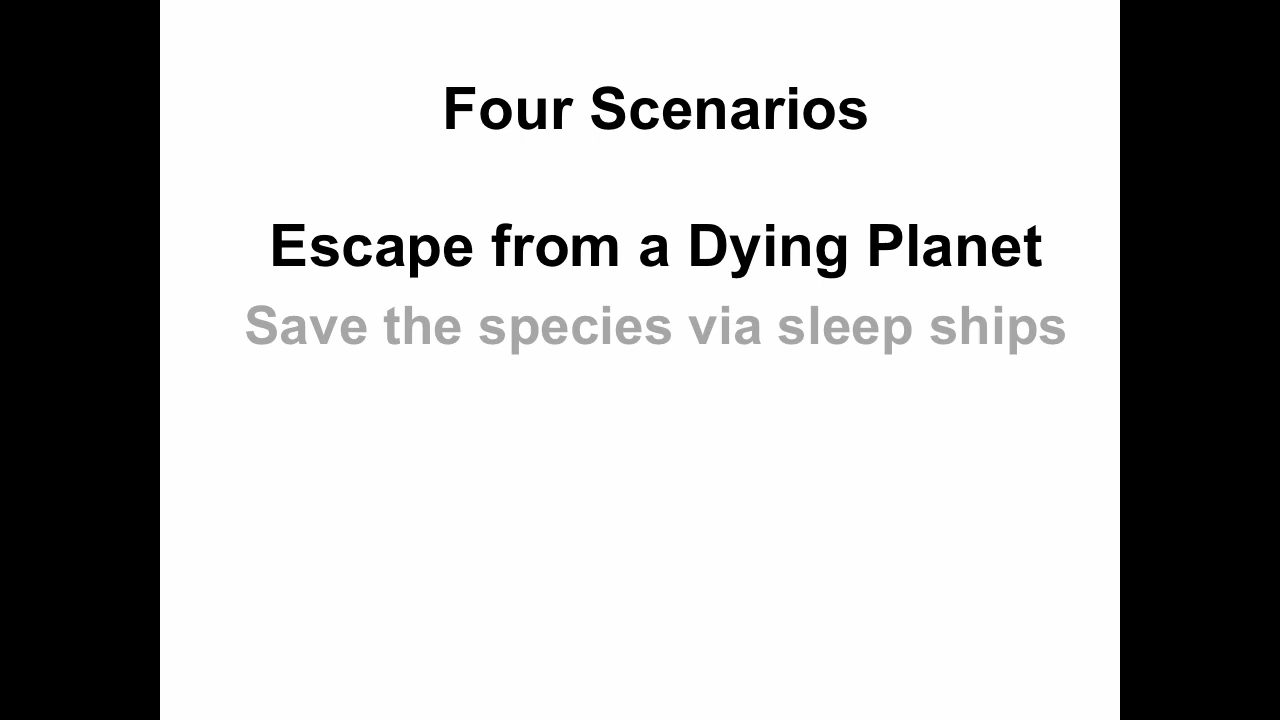 Four Scenarios
Escape from a Dying Planet
Save the species via sleep ships